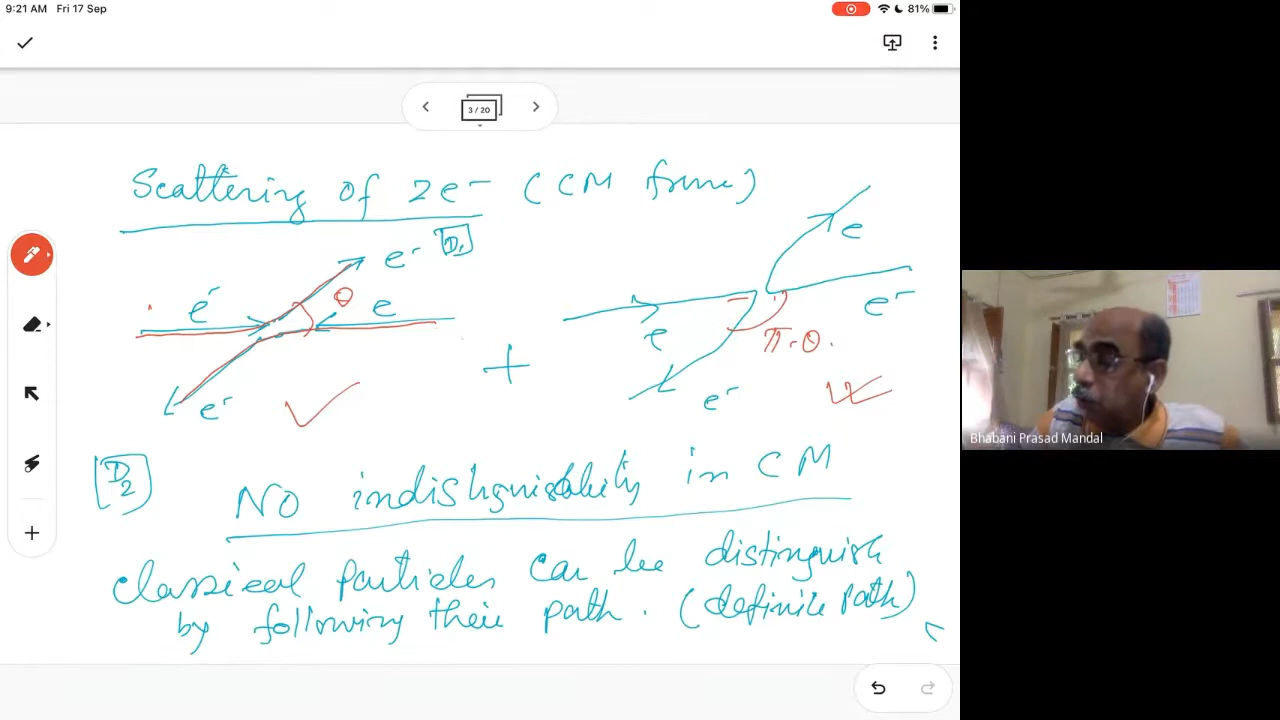 9:21 AM Fri 17 Sep
81%
3 / 20
Scattering of 2e- (CM frame)
e- D1
e
e- θ e
e-
e
π-θ.
e-
e-
+
D2
No indistiguishability in CM
Classical particles can be distinguish
by following their path. (definite path)
Bhabani Prasad Mandal